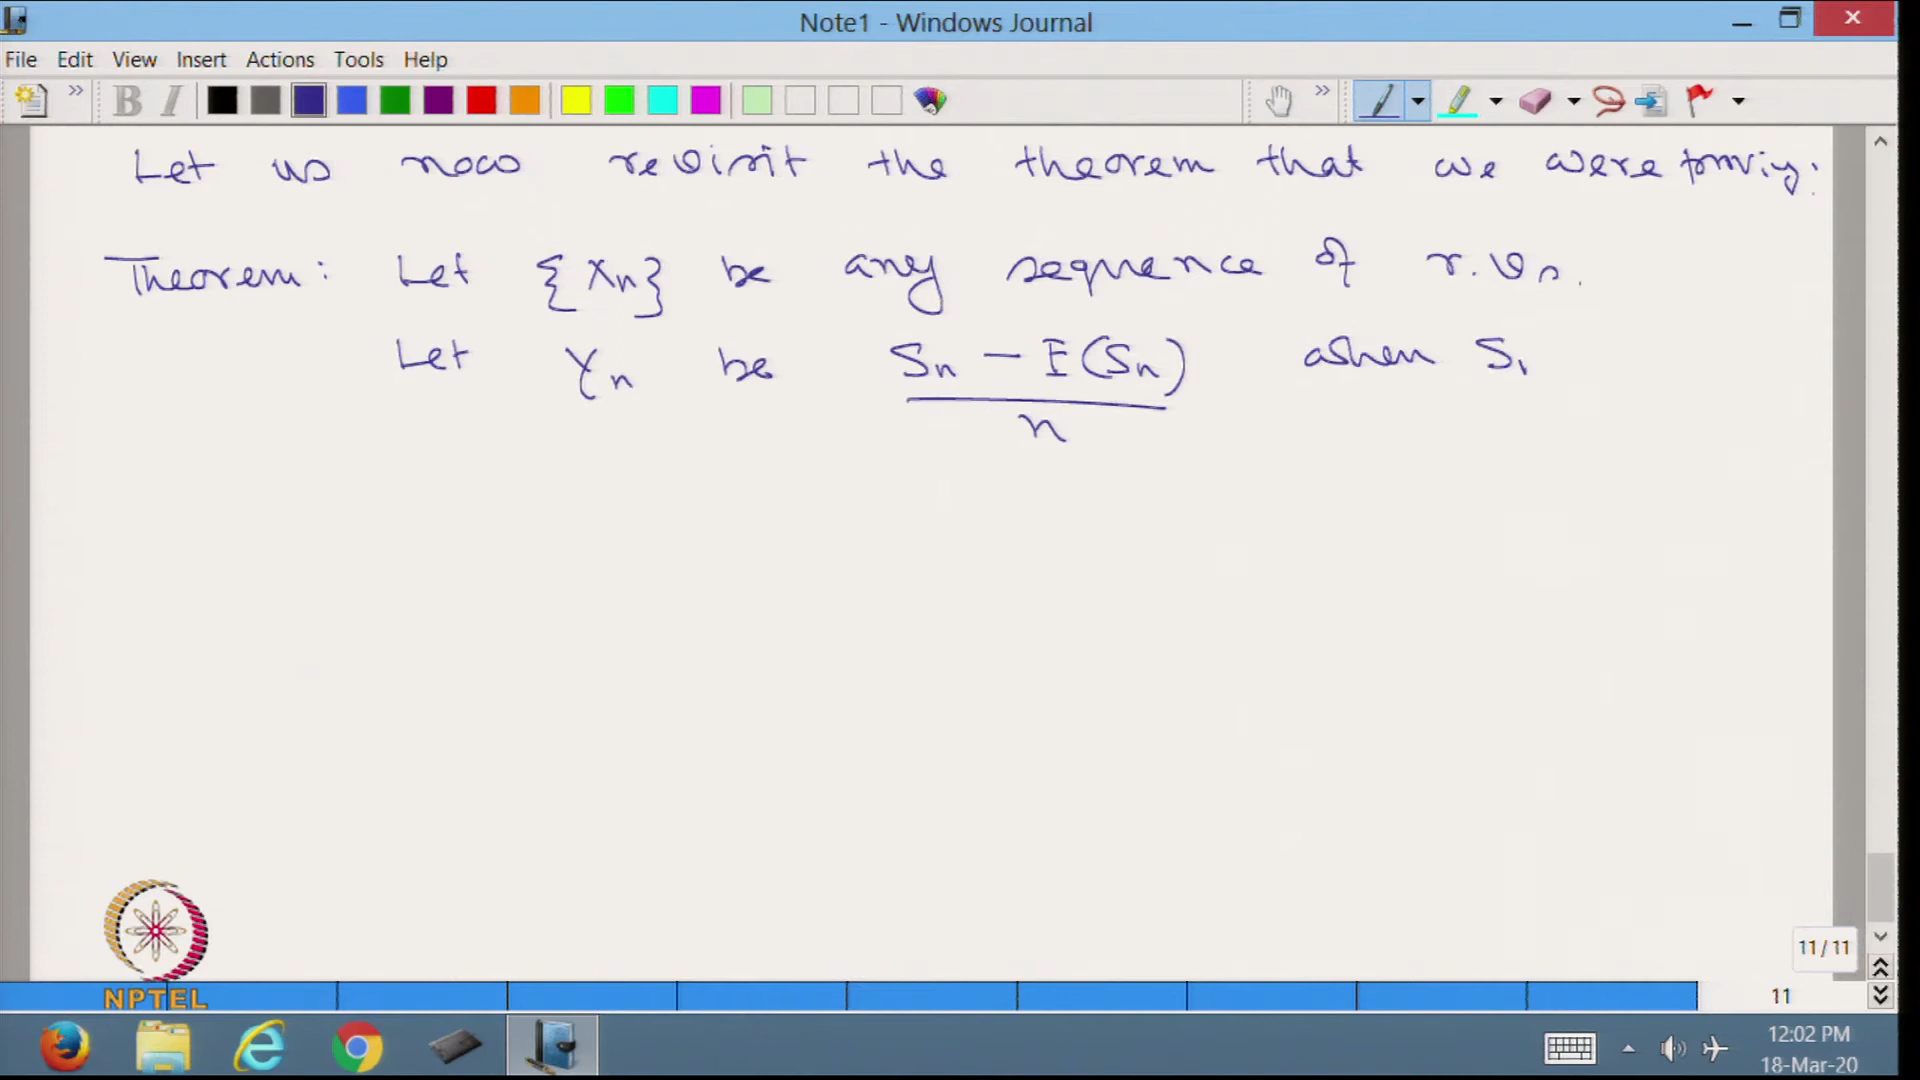 Note1 - Windows Journal
File Edit View Insert Actions Tools Help
B I
Let us now revisit the theorem that we were proving:
Theorem: Let {Xn} be any sequence of r.vs.
Let Yn be Sn - E(Sn) when S
n
11 / 11
NPTEL
11
12:02 PM
18-Mar-20